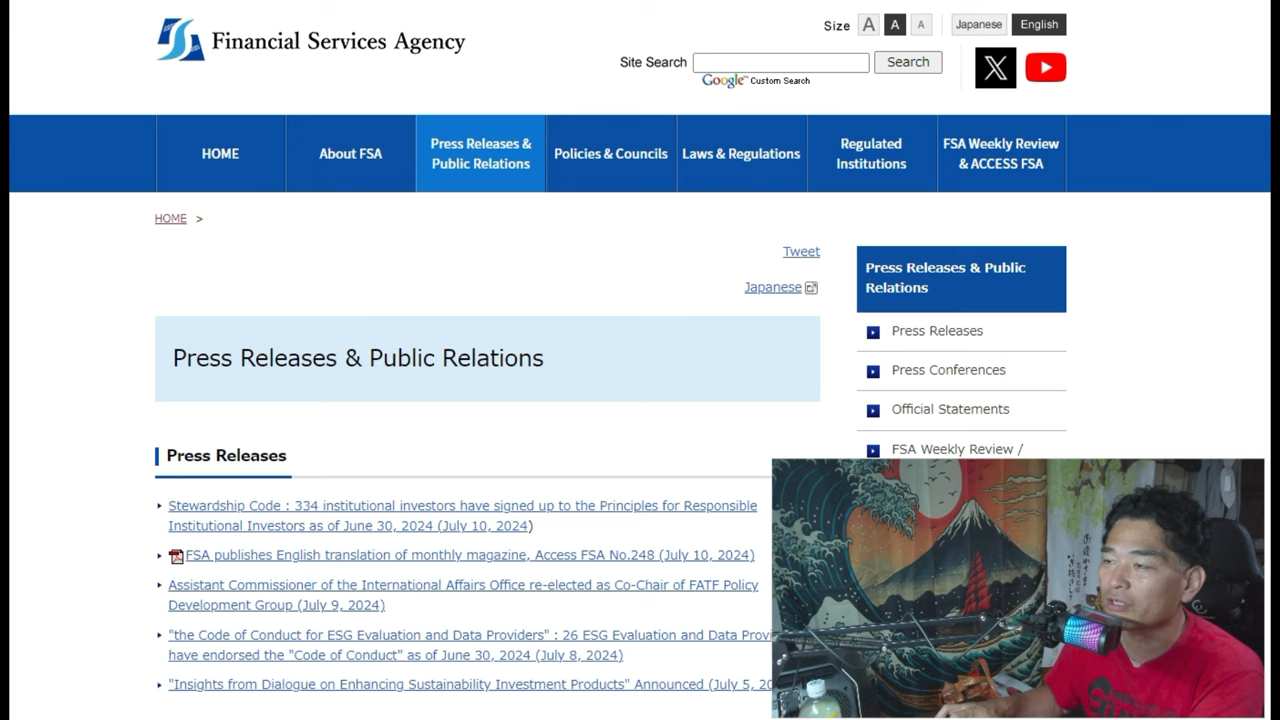 Financial Services Agency
Size A A A Japanese English
Site Search Search
Google™ Custom Search
HOME
About FSA
Press Releases &
Public Relations
Policies & Councils
Laws & Regulations
Regulated
Institutions
FSA Weekly Review
& ACCESS FSA
HOME >
Tweet
Japanese
Press Releases & Public Relations
Press Releases
Stewardship Code : 334 institutional investors have signed up to the Principles for Responsible
Institutional Investors as of June 30, 2024 (July 10, 2024)
FSA publishes English translation of monthly magazine, Access FSA No.248 (July 10, 2024)
Assistant Commissioner of the International Affairs Office re-elected as Co-Chair of FATF Policy
Development Group (July 9, 2024)
"the Code of Conduct for ESG Evaluation and Data Providers" : 26 ESG Evaluation and Data Provi
have endorsed the "Code of Conduct" as of June 30, 2024 (July 8, 2024)
"Insights from Dialogue on Enhancing Sustainability Investment Products" Announced (July 5, 20
Press Releases & Public
Relations
Press Releases
Press Conferences
Official Statements
FSA Weekly Review /